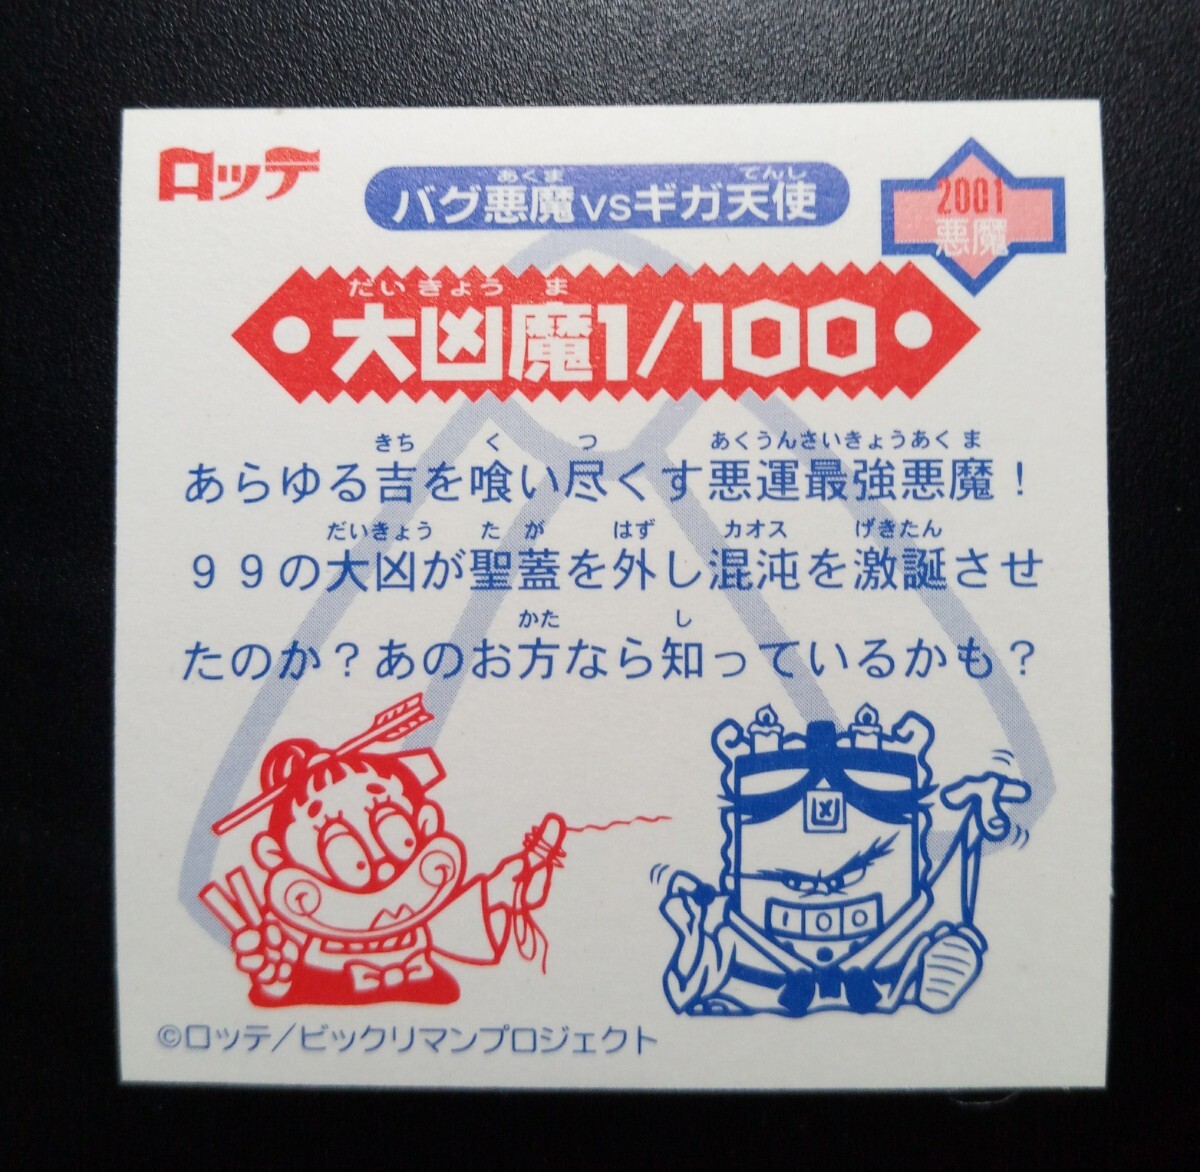 ロッテ
バグ悪魔vsギガ天使
あくま てんし
2001
悪魔
だいきょう ま
大凶魔1/100
きち く つ あくうんさいきょうあくま
あらゆる吉を喰い尽くす悪運最強悪魔！
だいきょう たが はず カオス げきたん
９９の大凶が聖蓋を外し混沌を激誕させ
かた し
たのか？あのお方なら知っているかも？
凶
100
©ロッテ/ビックリマンプロジェクト